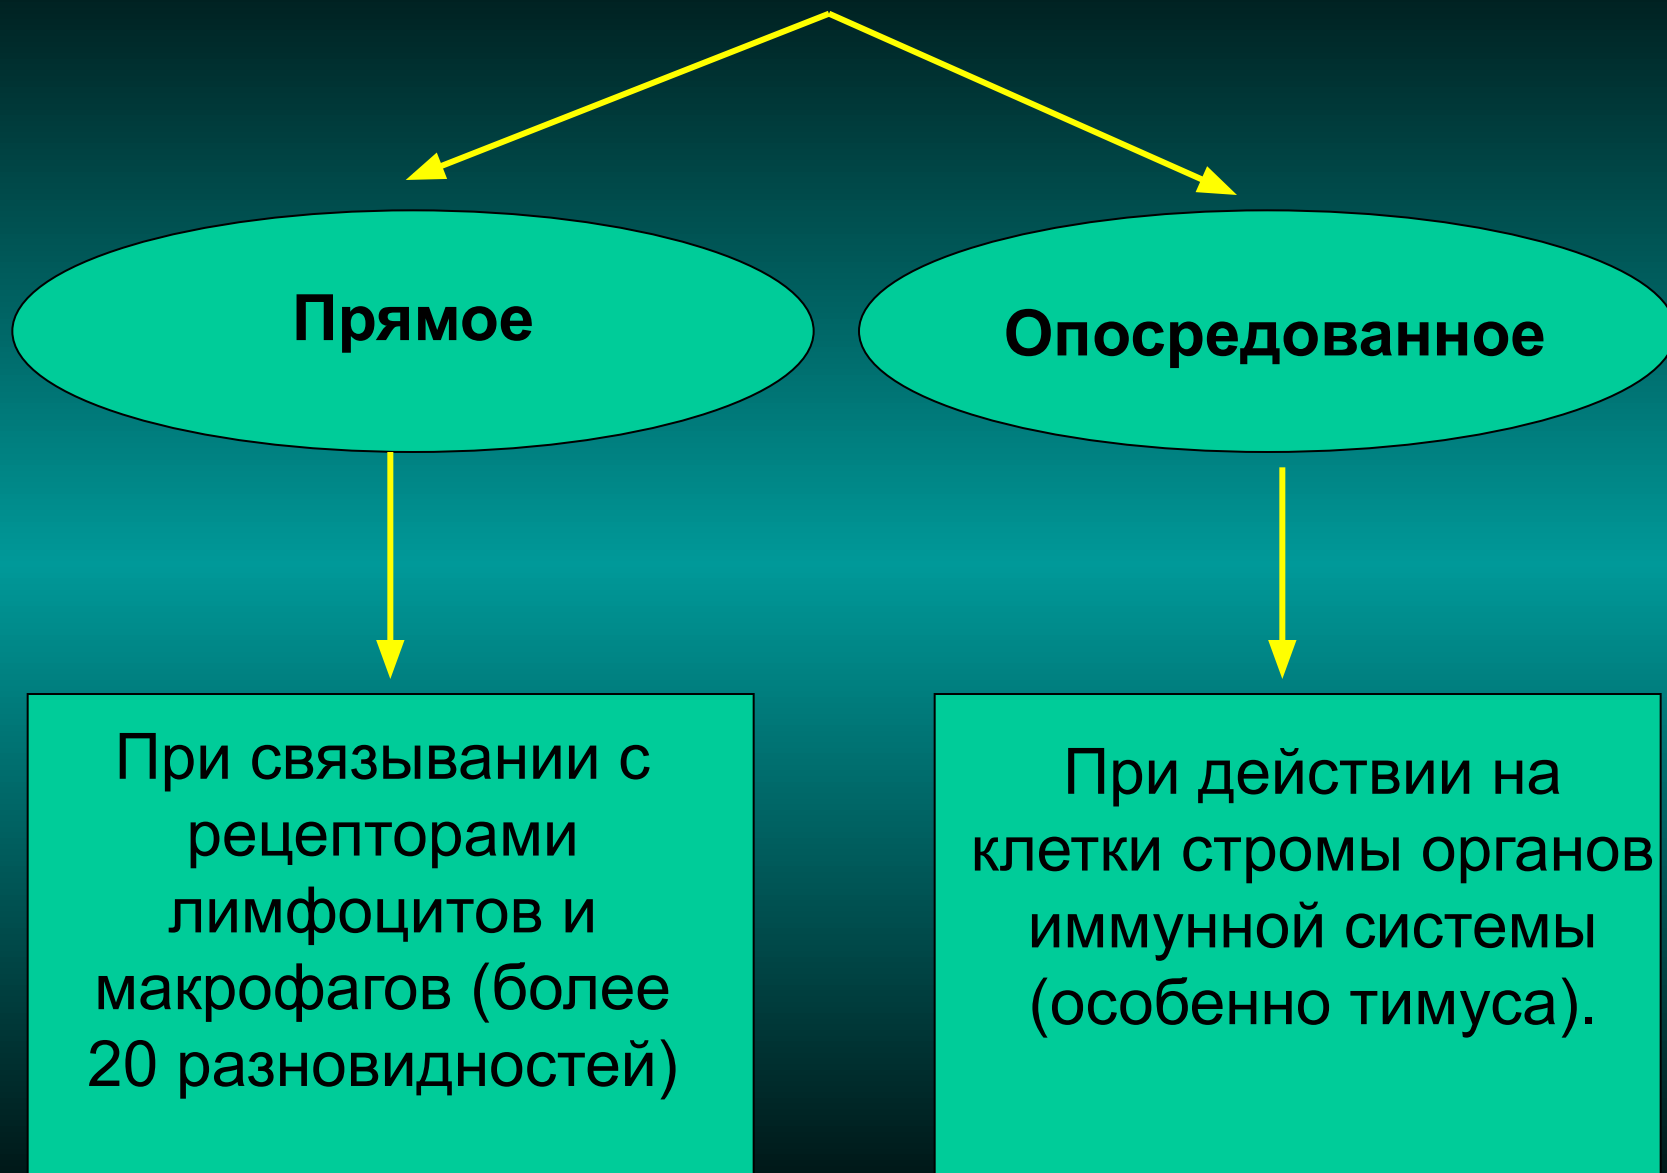 Прямое
Опосредованное
При связывании с
рецепторами
лимфоцитов и
макрофагов (более
20 разновидностей)
При действии на
клетки стромы органов
иммунной системы
(особенно тимуса).